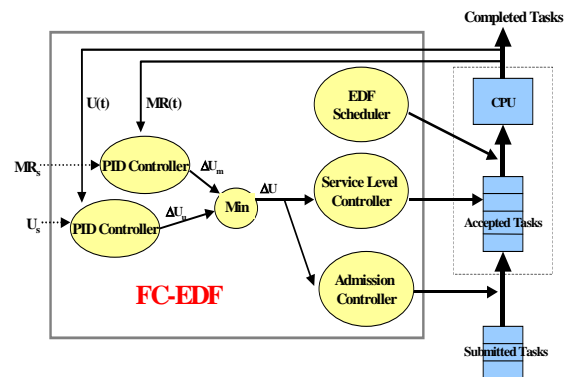 Completed Tasks
U(t)
MR(t)
EDF
Scheduler
CPU
MRs
PID Controller
ΔUm
Us
PID Controller
ΔUu
Min
ΔU
Service Level
Controller
Accepted Tasks
Admission
Controller
FC-EDF
Submitted Tasks